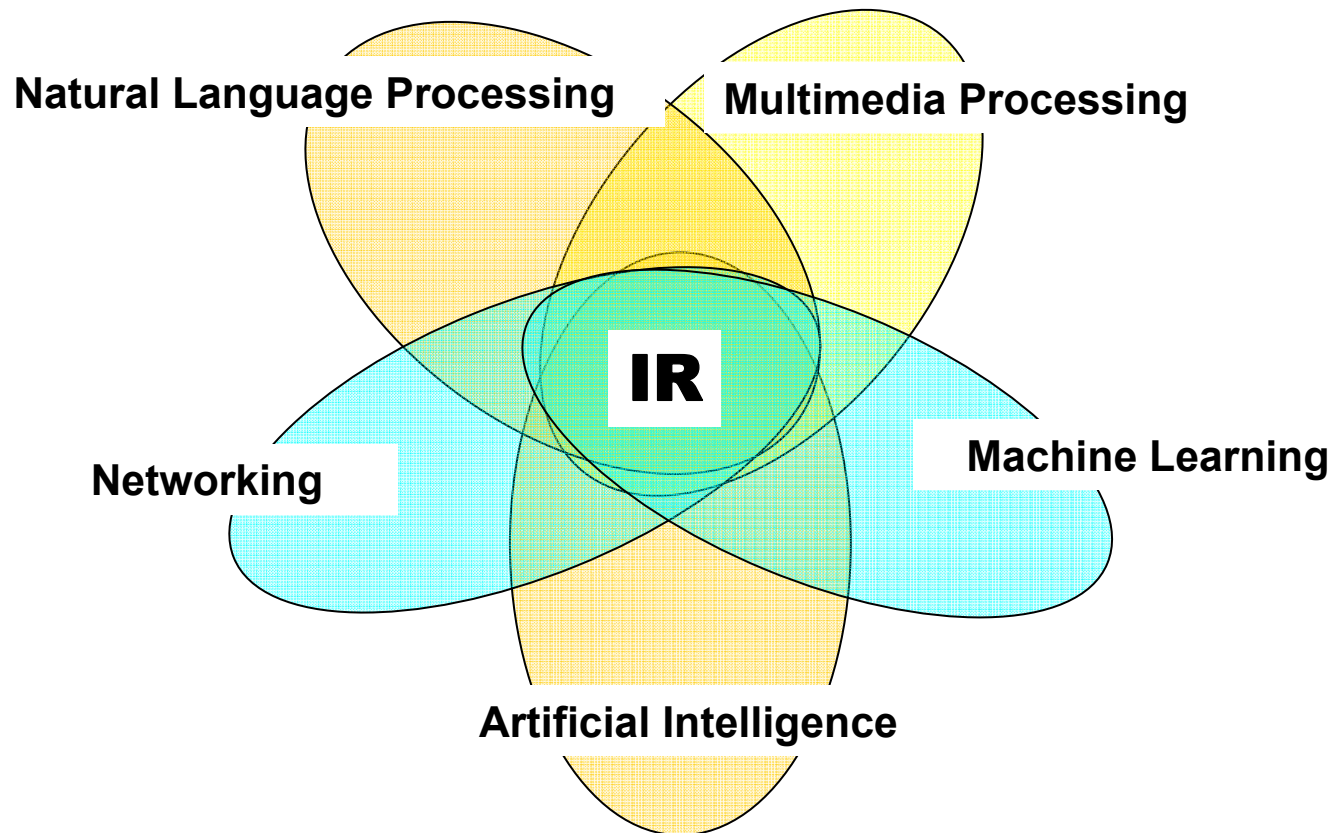 Natural Language Processing
Multimedia Processing
IR
Networking
Machine Learning
Artificial Intelligence